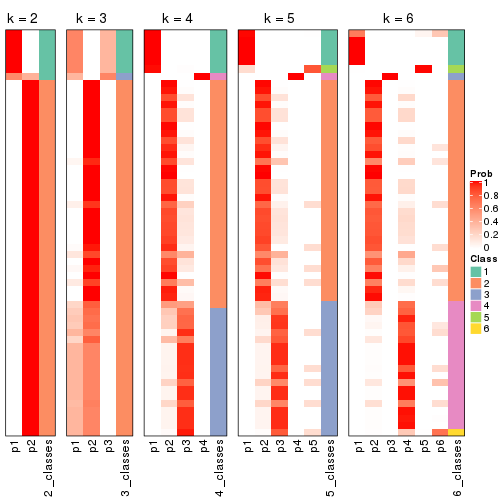 k = 2
k = 3
k = 4
k = 5
k = 6
p1
p2
2_classes
p1
p2
p3
3_classes
p1
p2
p3
p4
4_classes
p1
p2
p3
p4
p5
5_classes
p1
p2
p3
p4
p5
p6
6_classes
Prob
1
0.8
0.6
0.4
0.2
0
Class
1
2
3
4
5
6